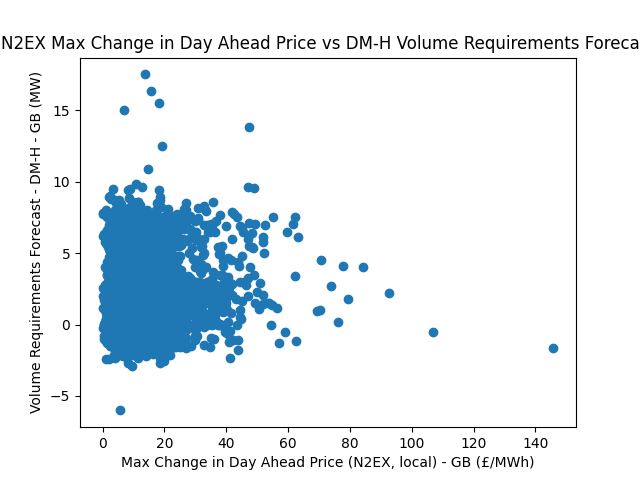 N2EX Max Change in Day Ahead Price vs DM-H Volume Requirements Foreca
Volume Requirements Forecast - DM-H - GB (MW)
15
10
5
0
−5
0 20 40 60 80 100 120 140
Max Change in Day Ahead Price (N2EX, local) - GB (£/MWh)